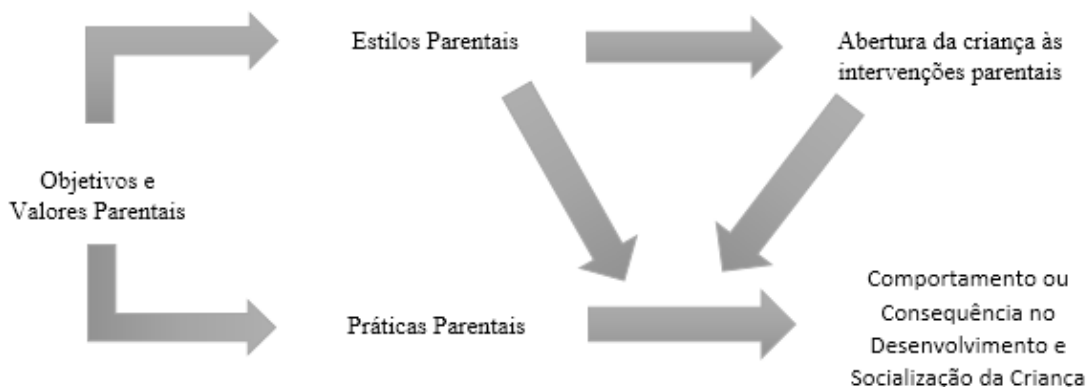 Estilos Parentais
Abertura da criança às
intervenções parentais
Objetivos e
Valores Parentais
Práticas Parentais
Comportamento ou
Consequência no
Desenvolvimento e
Socialização da Criança